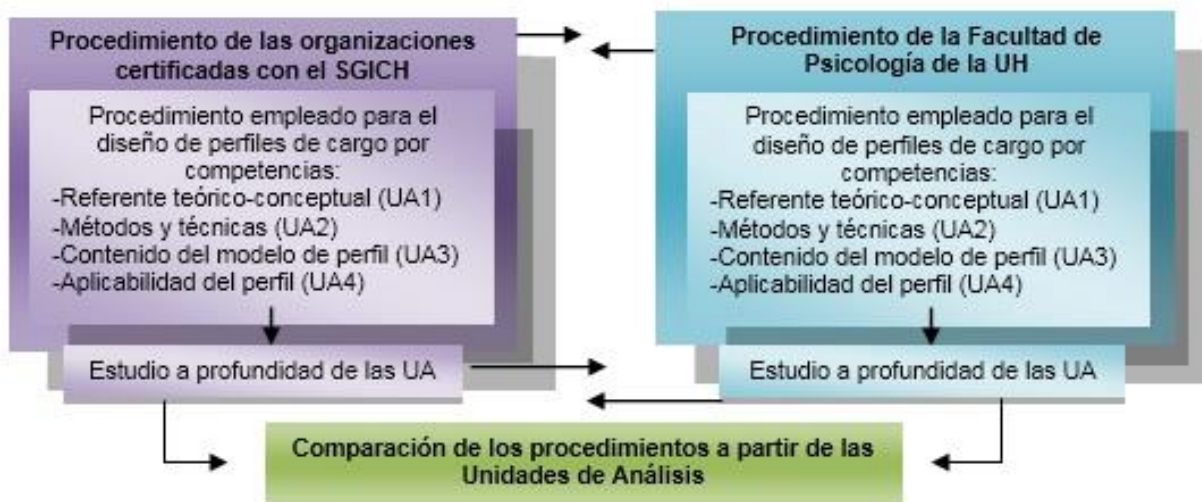 Procedimiento de las organizaciones
certificadas con el SGICH
Procedimiento empleado para el
diseño de perfiles de cargo por
competencias:
-Referente teórico-conceptual (UA1)
-Métodos y técnicas (UA2)
-Contenido del modelo de perfil (UA3)
-Aplicabilidad del perfil (UA4)
Estudio a profundidad de las UA
Procedimiento de la Facultad de
Psicología de la UH
Procedimiento empleado para el
diseño de perfiles de cargo por
competencias:
-Referente teórico-conceptual (UA1)
-Métodos y técnicas (UA2)
-Contenido del modelo de perfil (UA3)
-Aplicabilidad del perfil (UA4)
Estudio a profundidad de las UA
Comparación de los procedimientos a partir de las
Unidades de Análisis